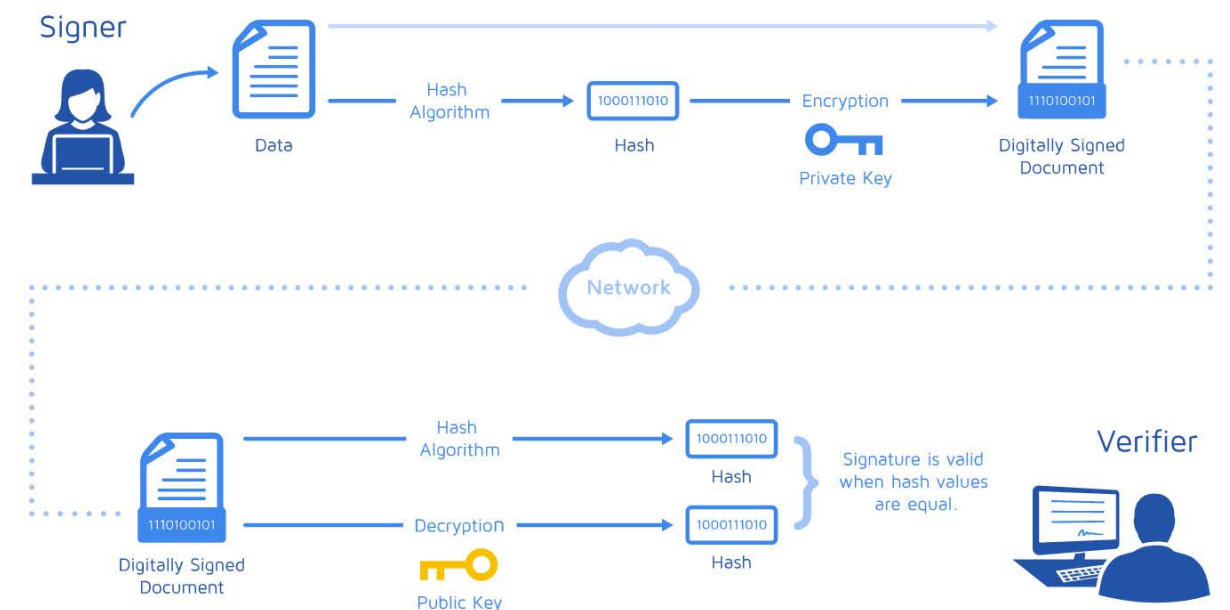 Signer
Data
Hash
Algorithm
1000111010
Hash
Encryption
Private Key
1110100101
Digitally Signed
Document
Network
1110100101
Digitally Signed
Document
Hash
Algorithm
1000111010
Hash
Decryption
Public Key
1000111010
Hash
Signature is valid
when hash values
are equal.
Verifier